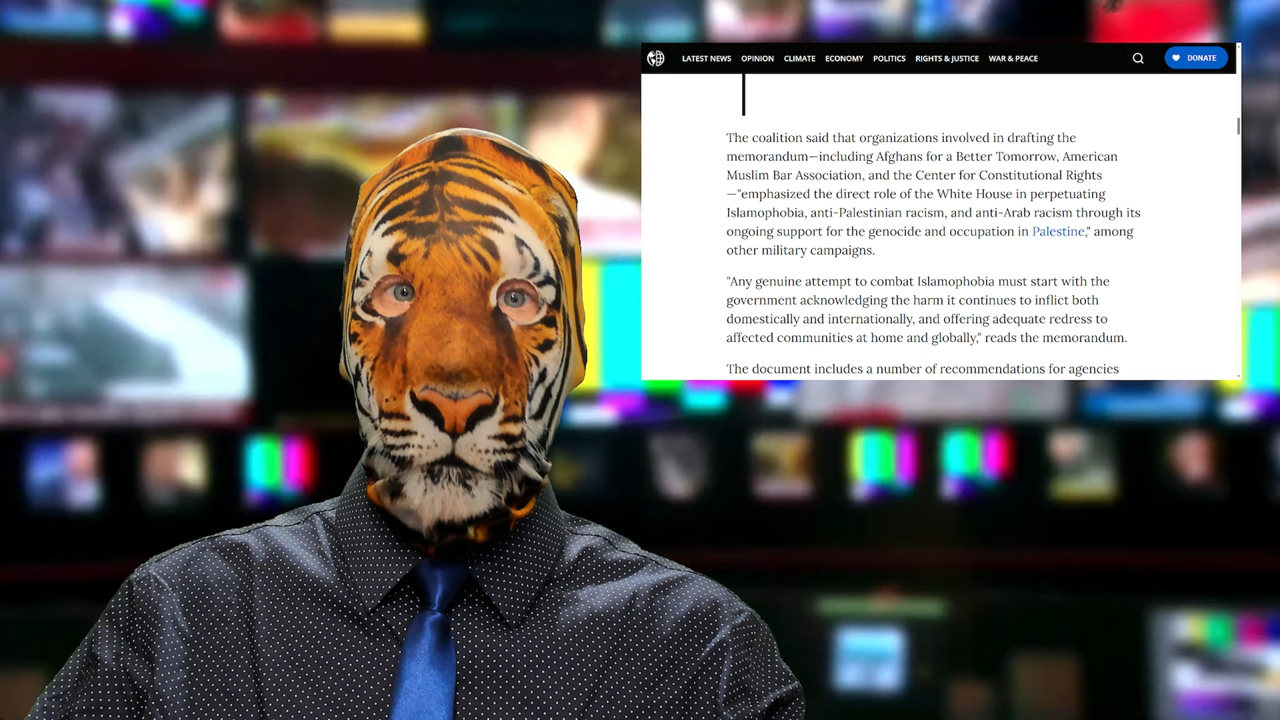 LATEST NEWS OPINION CLIMATE ECONOMY POLITICS RIGHTS & JUSTICE WAR & PEACE DONATE
The coalition said that organizations involved in drafting the
memorandum—including Afghans for a Better Tomorrow, American
Muslim Bar Association, and the Center for Constitutional Rights
—"emphasized the direct role of the White House in perpetuating
Islamophobia, anti-Palestinian racism, and anti-Arab racism through its
ongoing support for the genocide and occupation in Palestine," among
other military campaigns.
"Any genuine attempt to combat Islamophobia must start with the
government acknowledging the harm it continues to inflict both
domestically and internationally, and offering adequate redress to
affected communities at home and globally," reads the memorandum.
The document includes a number of recommendations for agencies